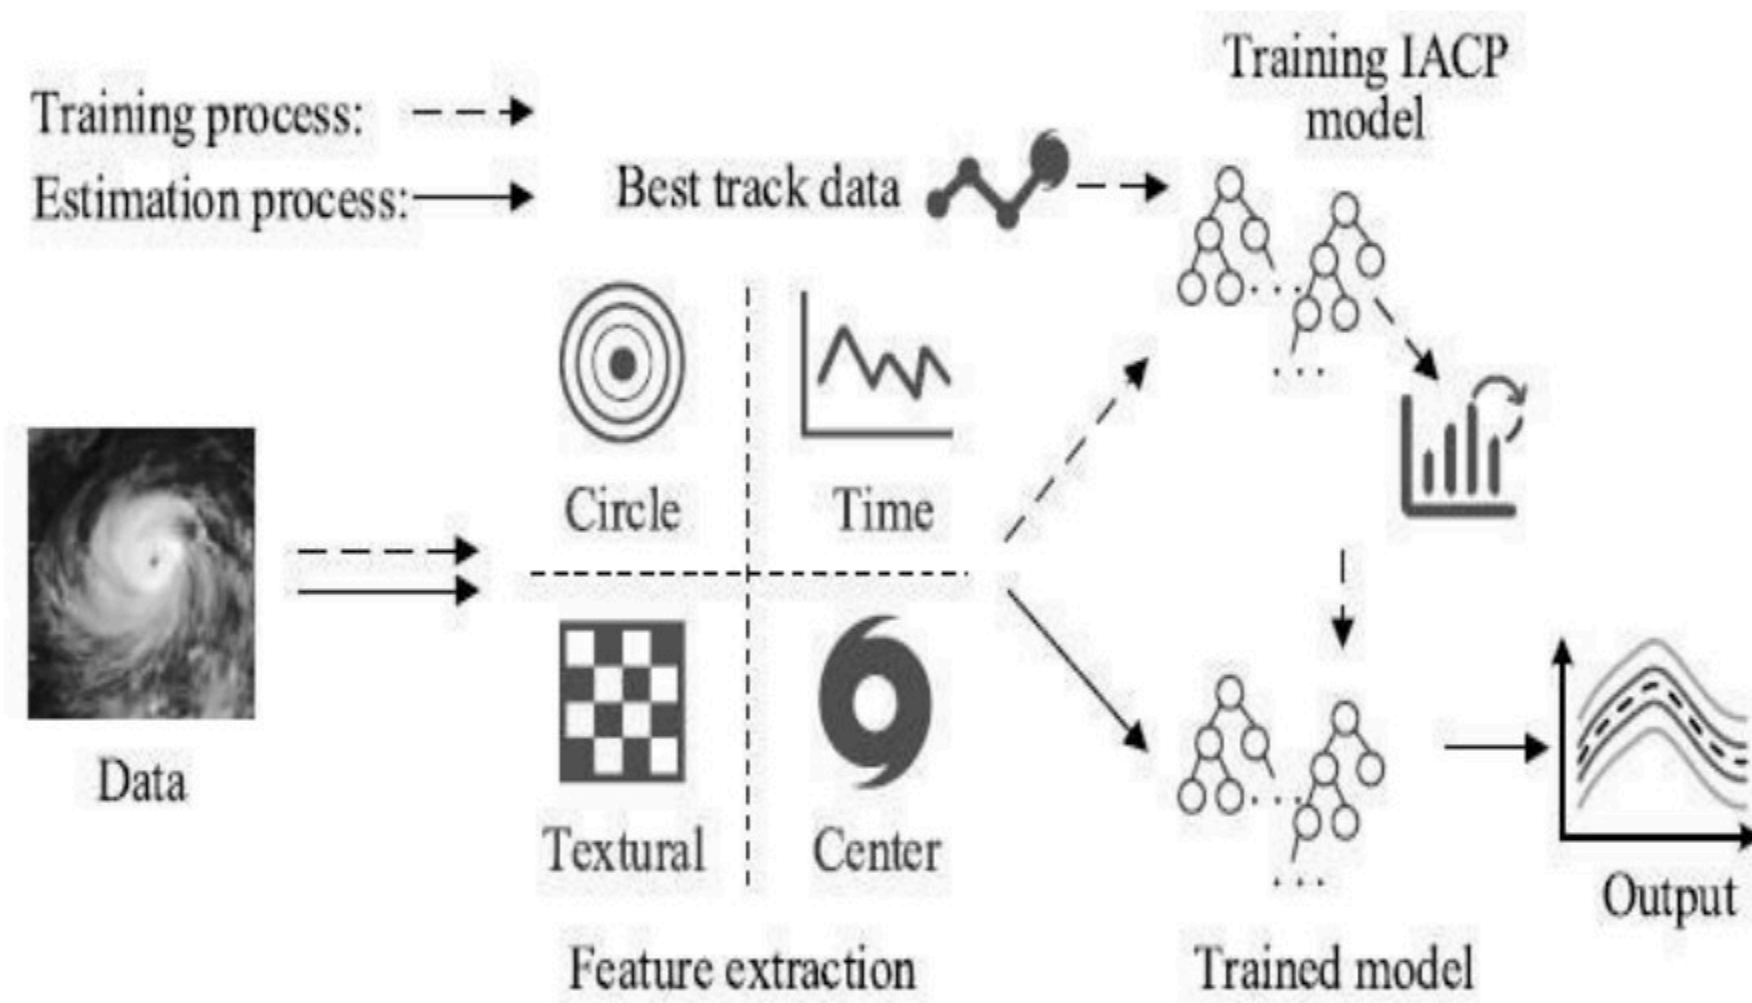 Training IACP
model
Training process:
Estimation process:
Best track data
Circle
Time
Data
Textural
Center
Output
Feature extraction
Trained model